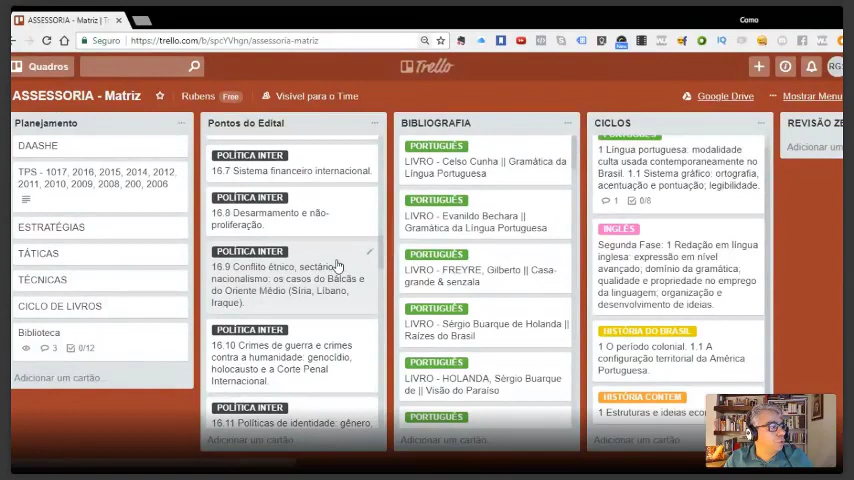 ASSESSORIA - Matriz | T
Como
Seguro
https://trello.com/b/spcYVhgn/assessoria-matriz
Quadros
Trello
RG
ASSESSORIA - Matriz
Rubens
Free
Visível para o Time
Google Drive
Mostrar Menu
Planejamento
DAASHE
TPS - 1017, 2016, 2015, 2014, 2012,
2011, 2010, 2009, 2008, 200, 2006
ESTRATÉGIAS
TÁTICAS
TÉCNICAS
CICLO DE LIVROS
Biblioteca
3
0/12
Adicionar um cartão...
Pontos do Edital
POLÍTICA INTER
16.7 Sistema financeiro internacional.
POLÍTICA INTER
16.8 Desarmamento e não-
proliferação.
POLÍTICA INTER
16.9 Conflito étnico, sectário
nacionalismo: os casos do Bálcãs e
do Oriente Médio (Síria, Líbano,
Iraque).
POLÍTICA INTER
16.10 Crimes de guerra e crimes
contra a humanidade: genocídio,
holocausto e a Corte Penal
Internacional.
POLÍTICA INTER
16.11 Políticas de identidade: gênero,
Adicionar um cartão...
BIBLIOGRAFIA
PORTUGUÊS
LIVRO - Celso Cunha || Gramática da
Língua Portuguesa
PORTUGUÊS
LIVRO - Evanildo Bechara ||
Gramática da Língua Portuguesa
PORTUGUÊS
LIVRO - FREYRE, Gilberto || Casa-
grande & senzala
PORTUGUÊS
LIVRO - Sérgio Buarque de Holanda ||
Raízes do Brasil
PORTUGUÊS
LIVRO - HOLANDA, Sérgio Buarque
de || Visão do Paraíso
PORTUGUÊS
Adicionar um cartão...
CICLOS
PORTUGUÊS
1 Língua portuguesa: modalidade
culta usada contemporaneamente no
Brasil. 1.1 Sistema gráfico: ortografia,
acentuação e pontuação; legibilidade.
1
0/8
INGLÊS
Segunda Fase: 1 Redação em língua
inglesa: expressão em nível
avançado; domínio da gramática;
qualidade e propriedade no emprego
da linguagem; organização e
desenvolvimento de ideias.
HISTÓRIA DO BRASIL
1 O período colonial. 1.1 A
configuração territorial da América
Portuguesa.
HISTÓRIA CONTEM
1 Estruturas e ideias eco
Adicionar um cartão
REVISÃO ZE
Adicionar um